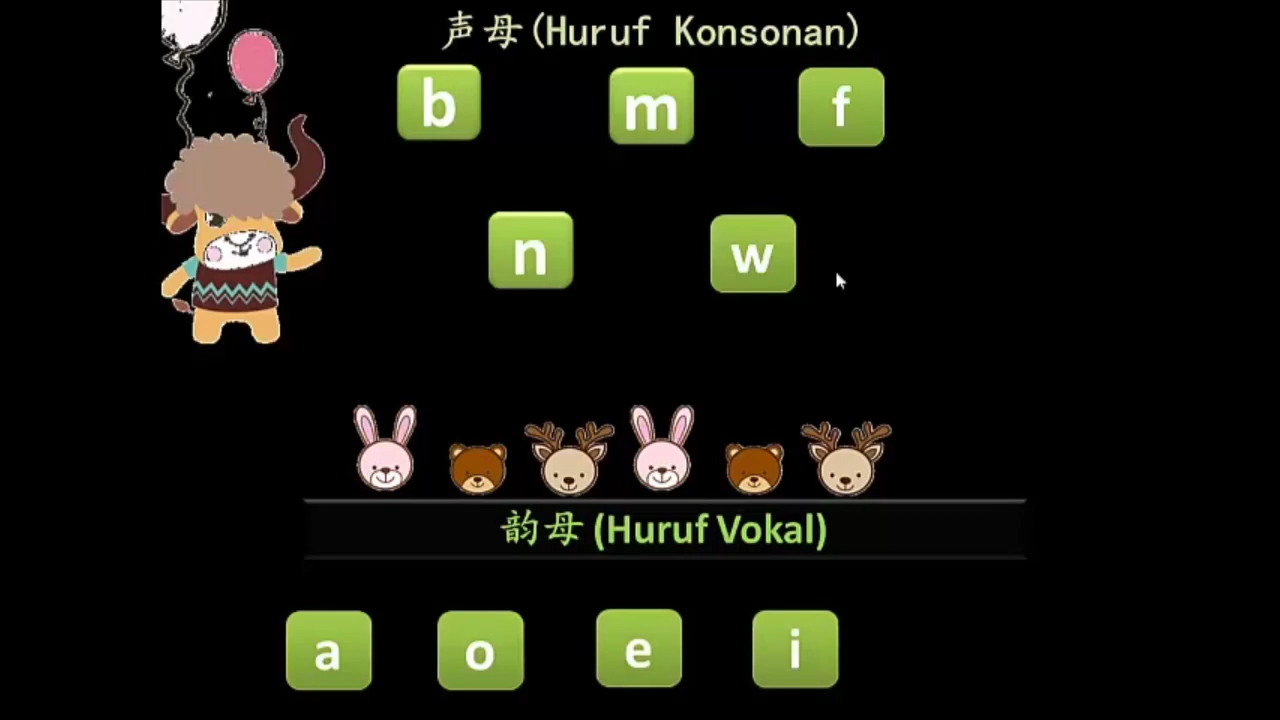 声母(Huruf Konsonan)
b m f
n w
韵母 (Huruf Vokal)
a o e i